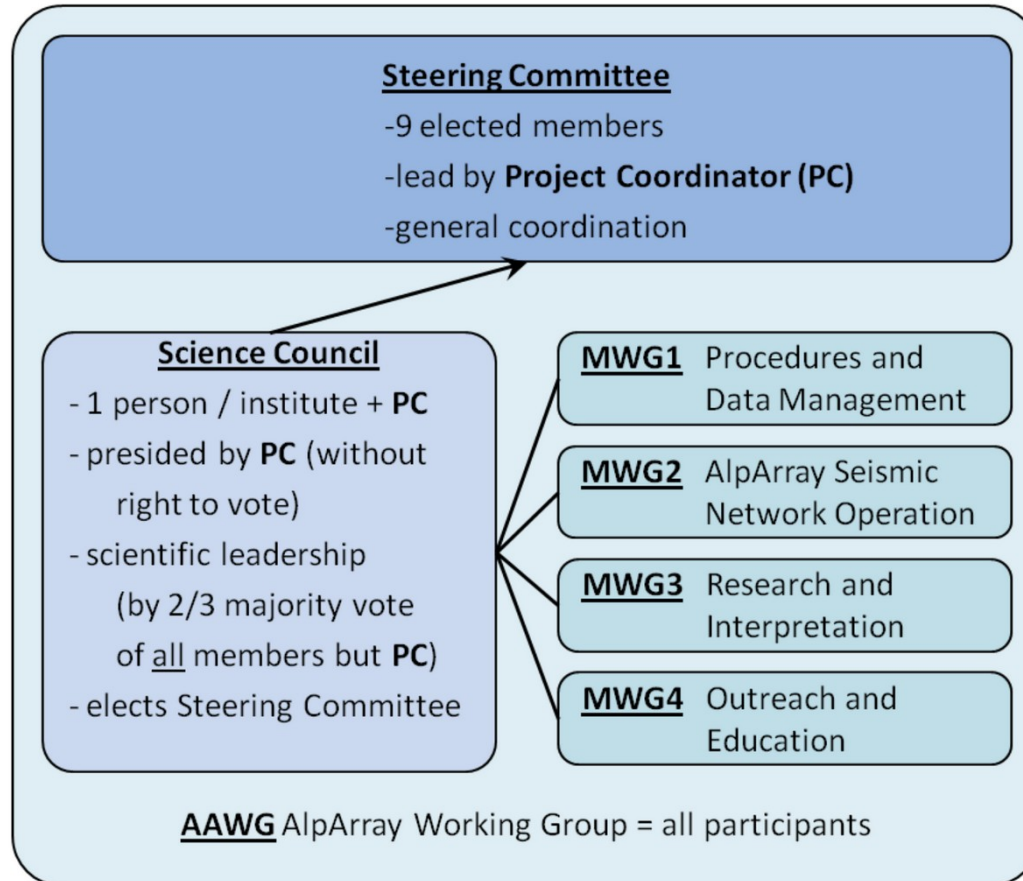 Steering Committee
-9 elected members
-lead by Project Coordinator (PC)
-general coordination
Science Council
- 1 person / institute + PC
- presided by PC (without
right to vote)
- scientific leadership
(by 2/3 majority vote
of all members but PC)
- elects Steering Committee
MWG1 Procedures and
Data Management
MWG2 AlpArray Seismic
Network Operation
MWG3 Research and
Interpretation
MWG4 Outreach and
Education
AAWG AlpArray Working Group = all participants